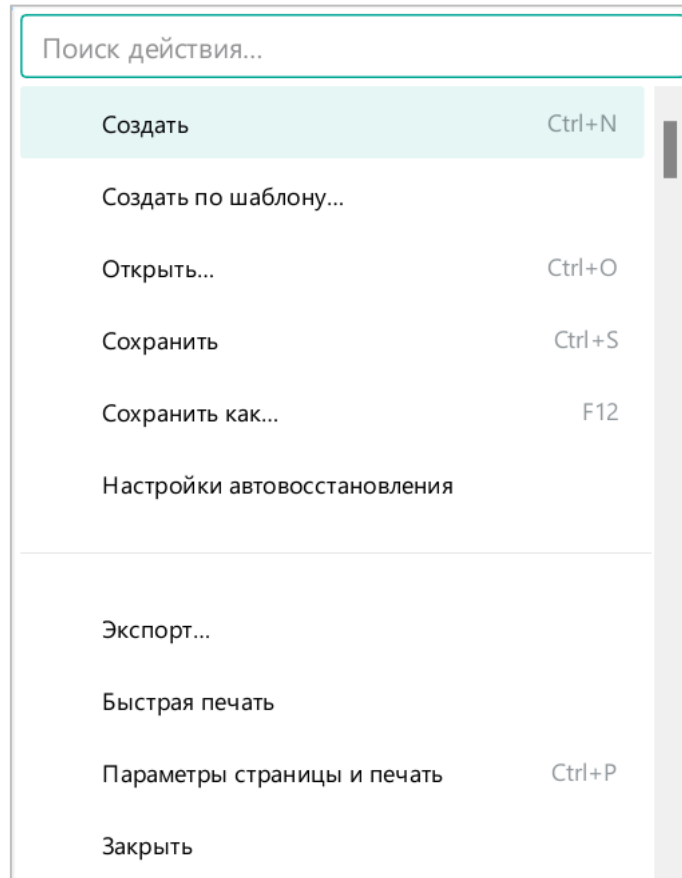 Поиск действия...
Создать Ctrl+N
Создать по шаблону...
Открыть... Ctrl+O
Сохранить Ctrl+S
Сохранить как... F12
Настройки автовосстановления
Экспорт...
Быстрая печать
Параметры страницы и печать Ctrl+P
Закрыть